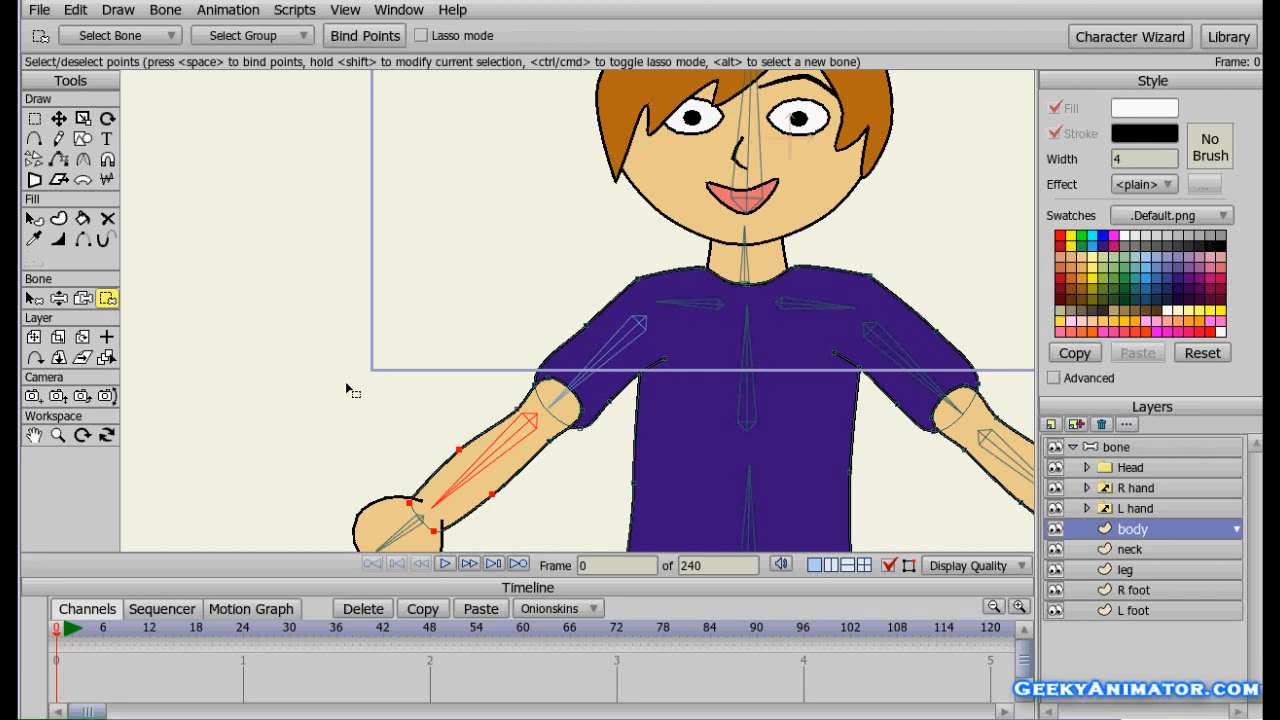 File Edit Draw Bone Animation Scripts View Window Help
Select Bone Select Group Bind Points Lasso mode Character Wizard Library
Select/deselect points (press <space> to bind points, hold <shift> to modify current selection, <ctrl/cmd> to toggle lasso mode, <alt> to select a new bone) Frame: 0
Tools
Draw
T
Fill
Bone
Layer
Camera
Workspace
Style
Fill
Stroke
No
Brush
Width 4
Effect <plain> ...
Swatches .Default.png
Copy Paste Reset
Advanced
Layers
bone
Head
R hand
L hand
body
neck
leg
R foot
L foot
Frame 0 of 240 Display Quality
Timeline
Channels Sequencer Motion Graph Delete Copy Paste Onionskins
0 6 12 18 24 30 36 42 48 54 60 66 72 78 84 90 96 102 108 114 120
0 1 2 3 4 5
GeekyAnimator.com